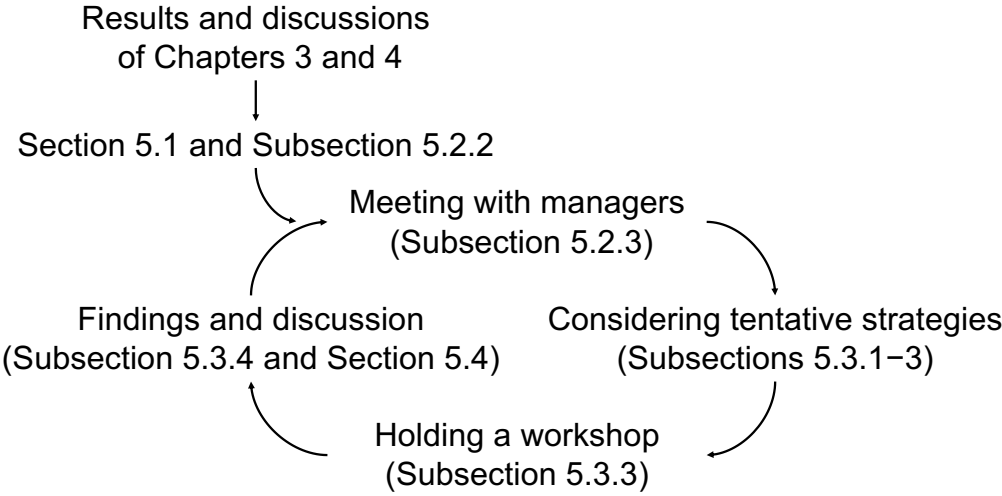 Results and discussions
of Chapters 3 and 4
Section 5.1 and Subsection 5.2.2
Meeting with managers
(Subsection 5.2.3)
Findings and discussion
(Subsection 5.3.4 and Section 5.4)
Considering tentative strategies
(Subsections 5.3.1−3)
Holding a workshop
(Subsection 5.3.3)